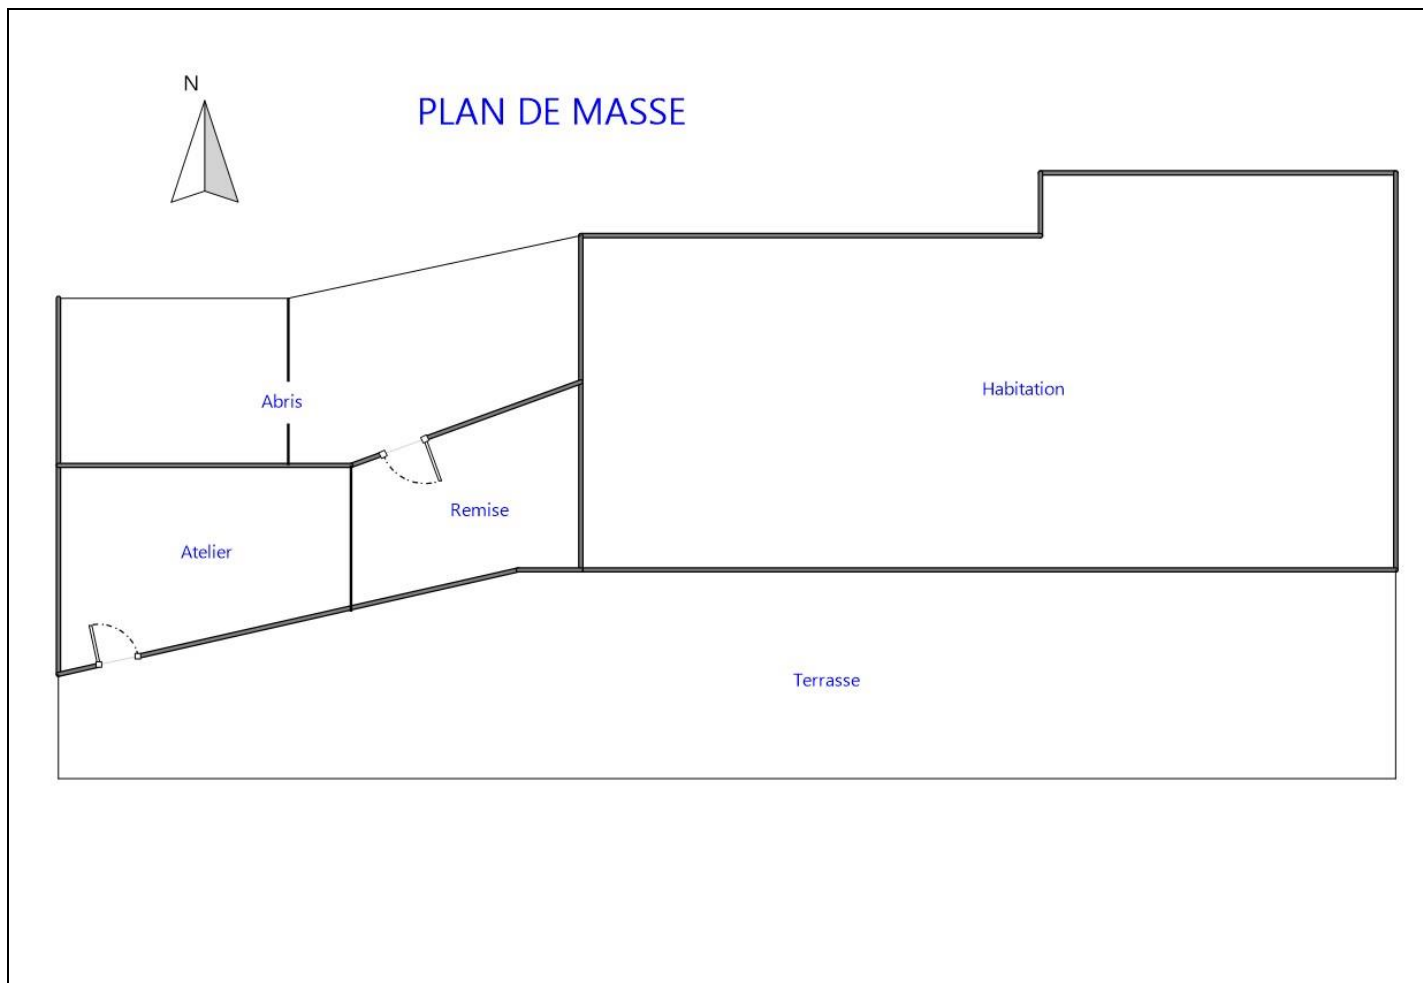 N
PLAN DE MASSE
Habitation
Abris
Remise
Atelier
Terrasse